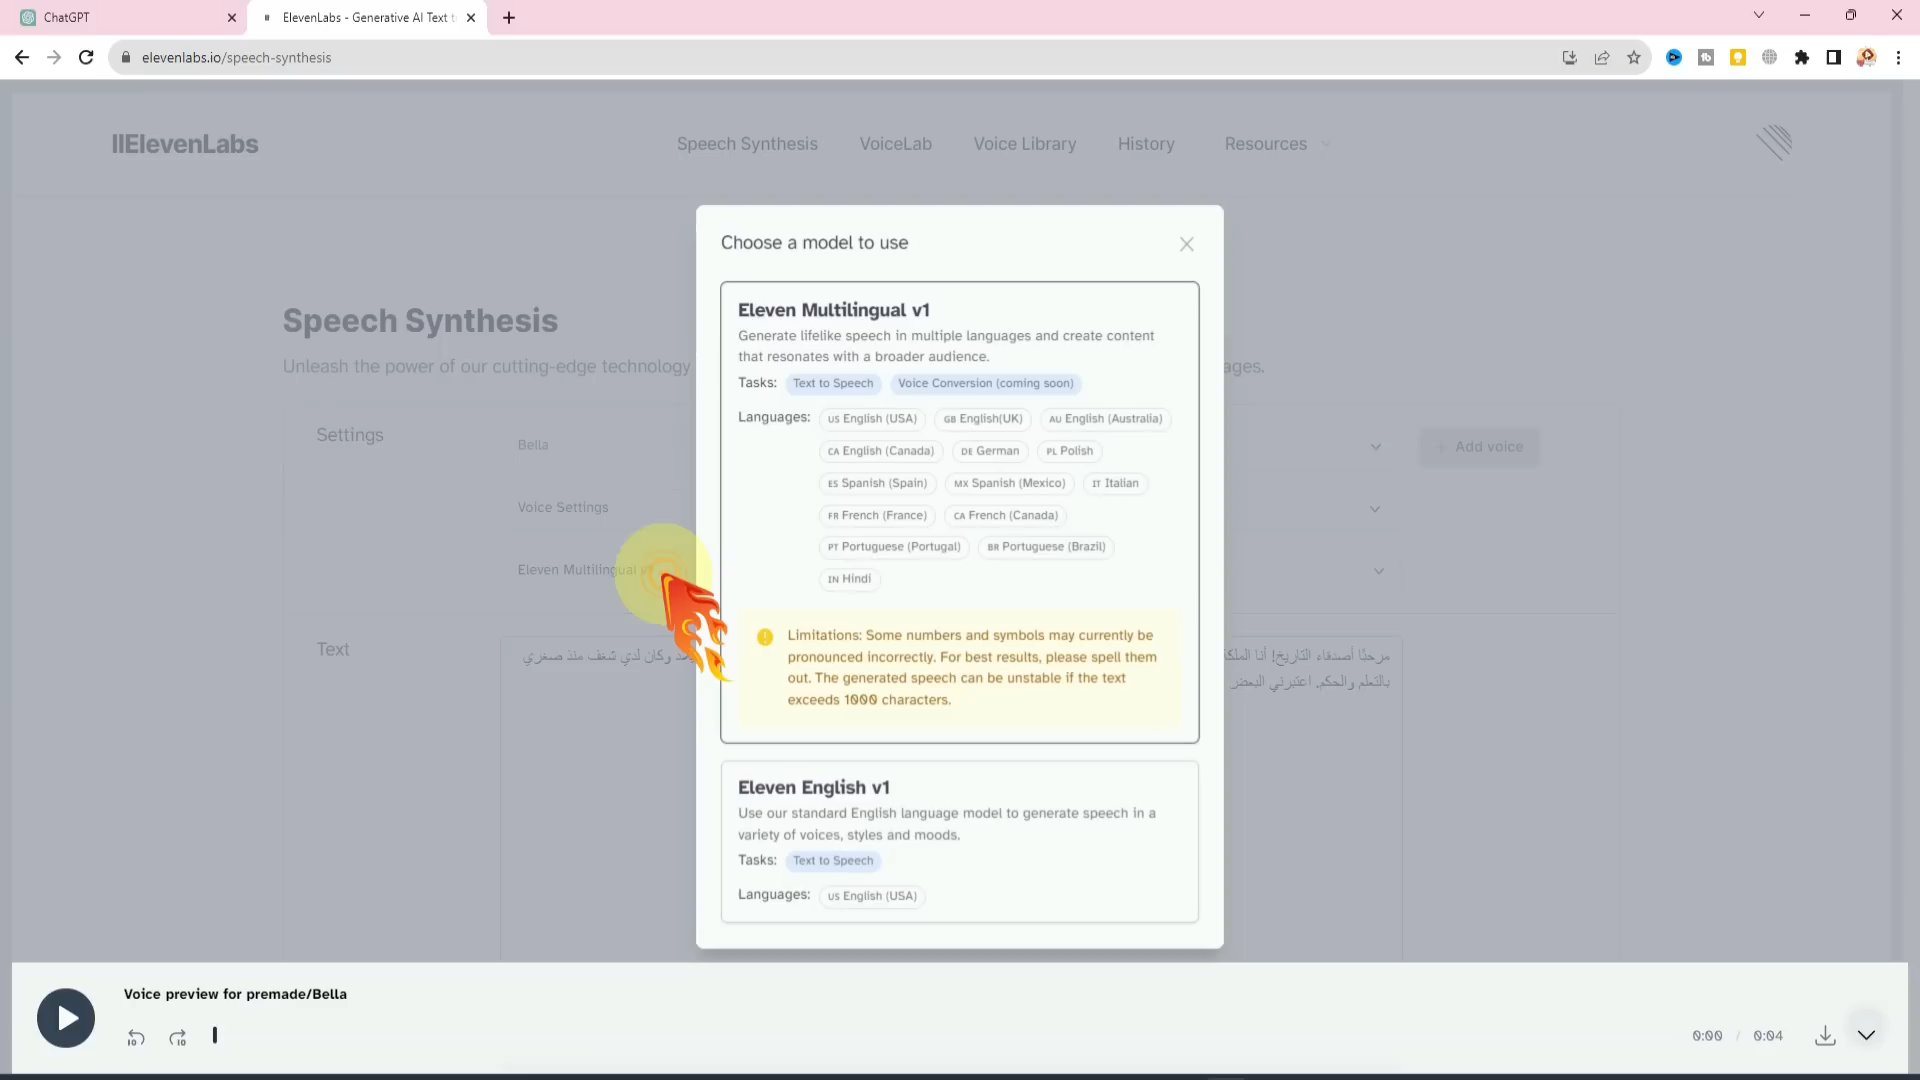 ChatGPT
ElevenLabs - Generative AI Text t
elevenlabs.io/speech-synthesis
IIElevenLabs
Speech Synthesis
VoiceLab
Voice Library
History
Resources
Choose a model to use
Speech Synthesis
Unleash the power of our cutting-edge technology
ages.
Settings
Bella
+ Add voice
Voice Settings
Eleven Multilingual
Text
مرحبًا أصدقاء التاريخ! أنا الملكة
وكان لدي شغف منذ صغري
بالتعلم والحكم. اعتبرني البعض
Eleven Multilingual v1
Generate lifelike speech in multiple languages and create content
that resonates with a broader audience.
Tasks: Text to Speech Voice Conversion (coming soon)
Languages: US English (USA) GB English(UK) AU English (Australia)
CA English (Canada) DE German PL Polish
ES Spanish (Spain) MX Spanish (Mexico) IT Italian
FR French (France) CA French (Canada)
PT Portuguese (Portugal) BR Portuguese (Brazil)
IN Hindi
Limitations: Some numbers and symbols may currently be
pronounced incorrectly. For best results, please spell them
out. The generated speech can be unstable if the text
exceeds 1000 characters.
Eleven English v1
Use our standard English language model to generate speech in a
variety of voices, styles and moods.
Tasks: Text to Speech
Languages: US English (USA)
Voice preview for premade/Bella
10
10
0:00 / 0:04